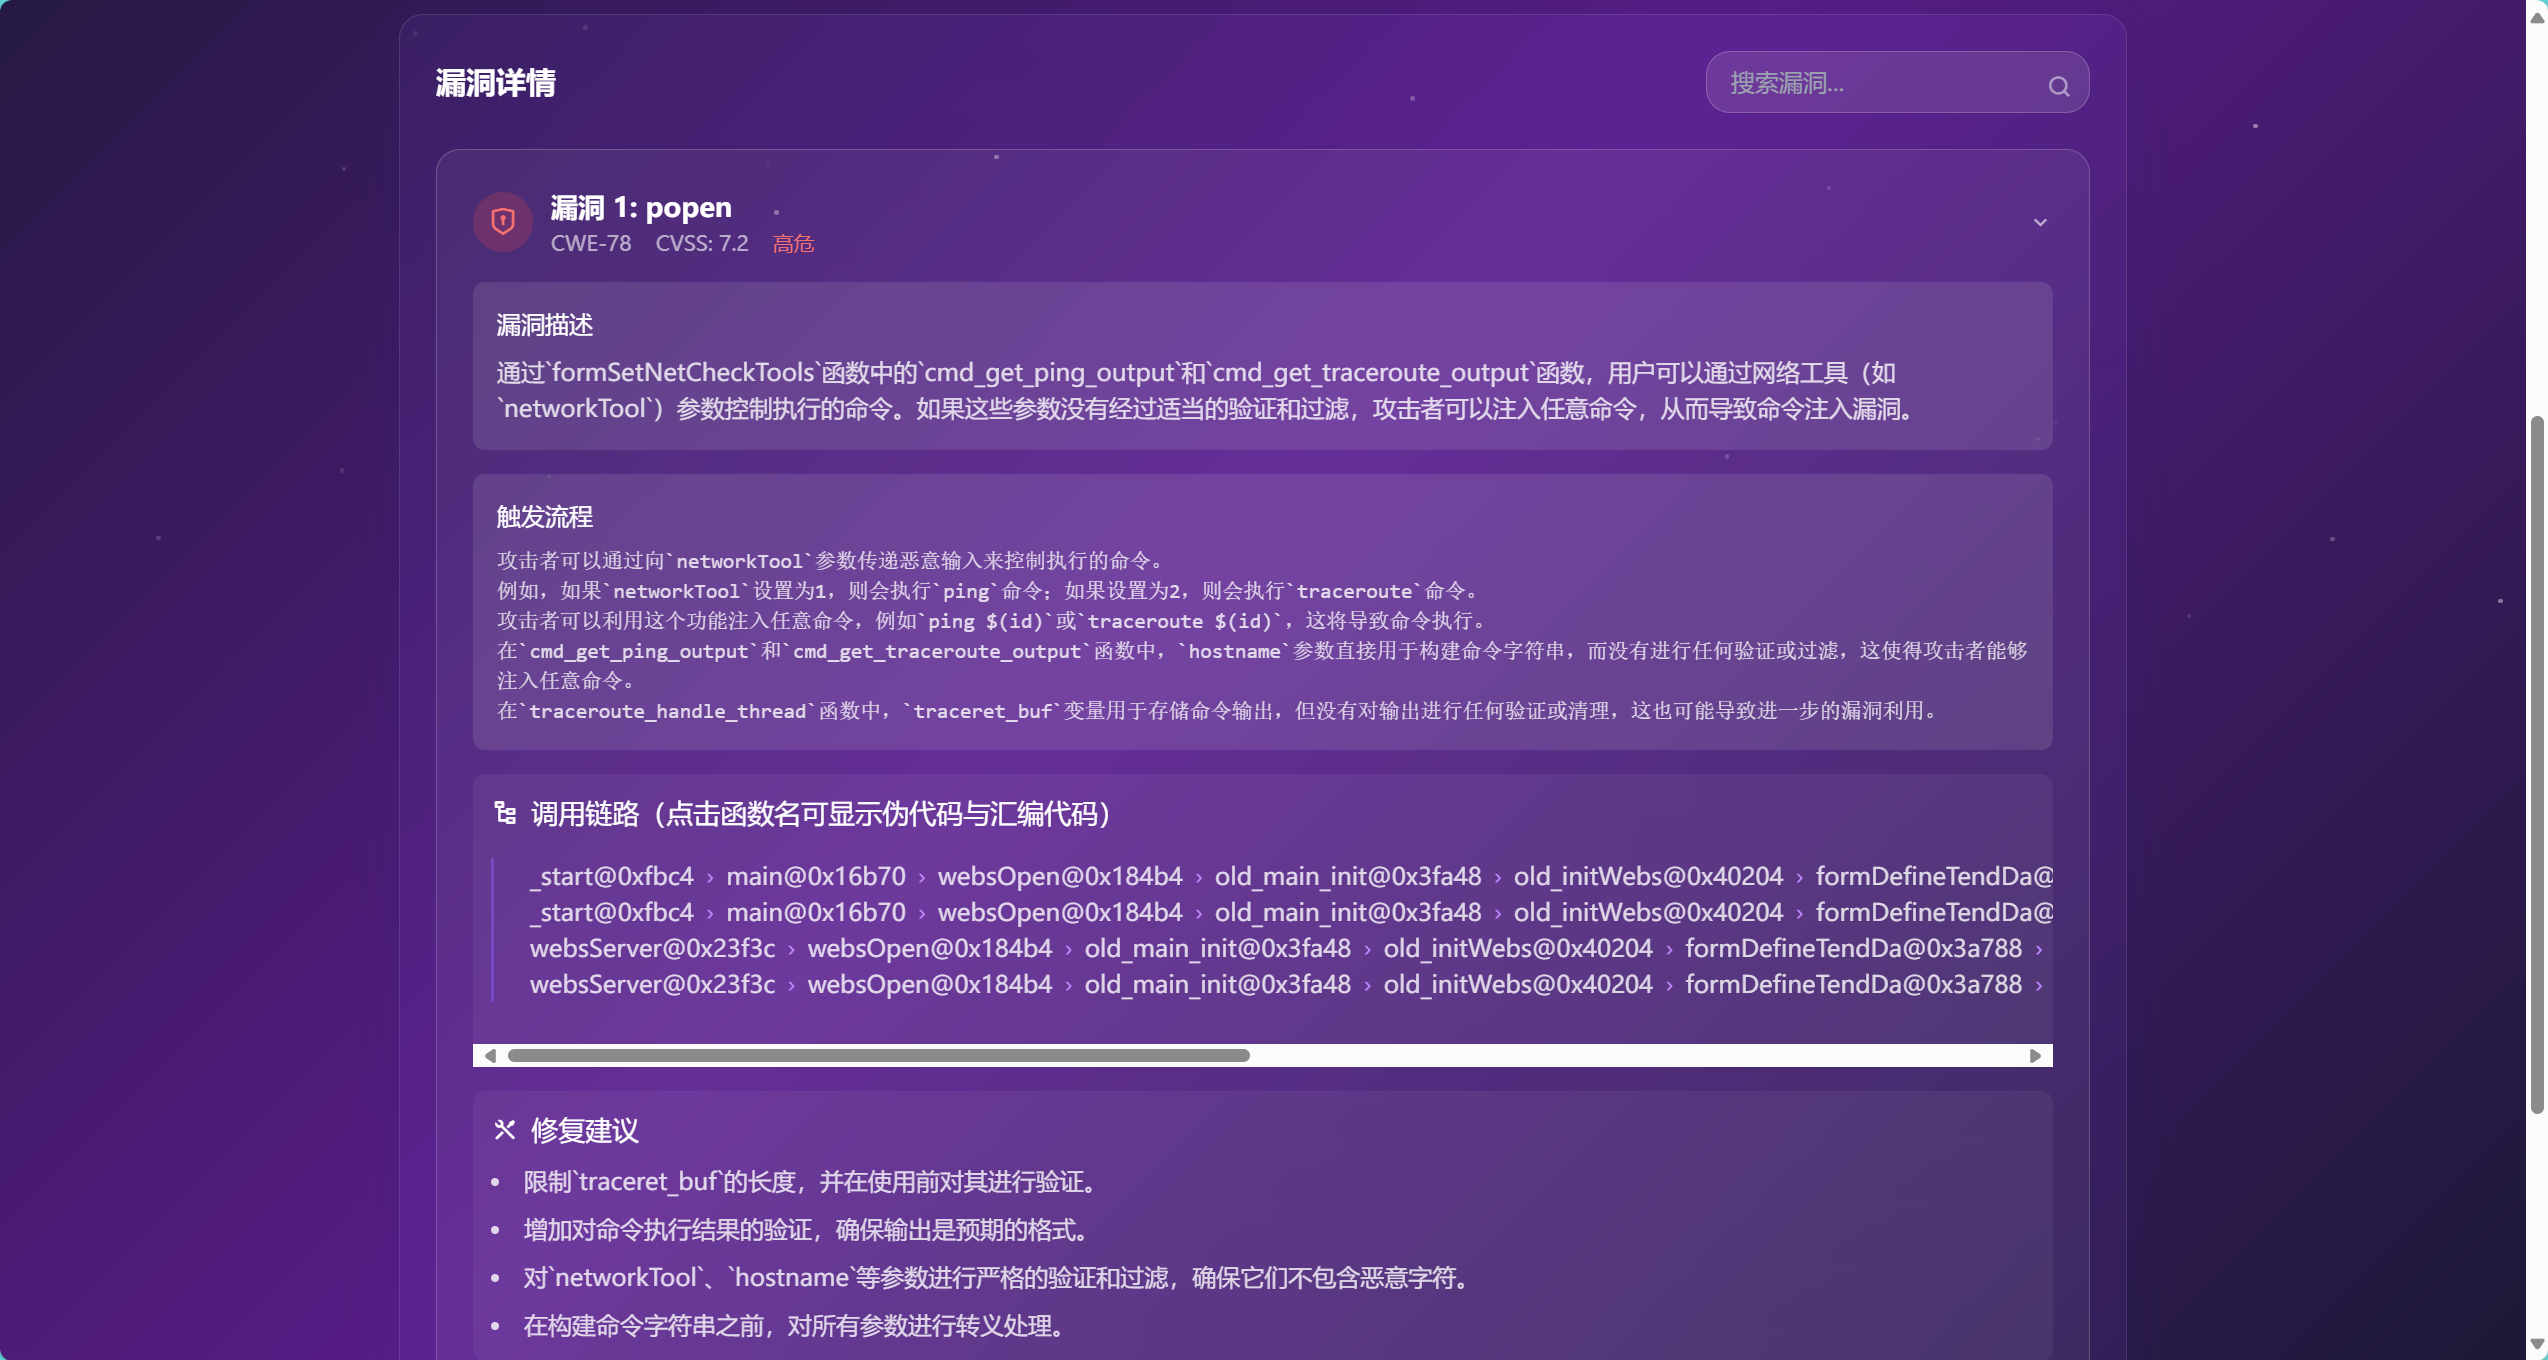 漏洞详情
搜索漏洞...
漏洞 1: popen
CWE-78 CVSS: 7.2 高危
漏洞描述
通过`formSetNetCheckTools`函数中的`cmd_get_ping_output`和`cmd_get_traceroute_output`函数，用户可以通过网络工具（如
`networkTool`）参数控制执行的命令。如果这些参数没有经过适当的验证和过滤，攻击者可以注入任意命令，从而导致命令注入漏洞。
触发流程
攻击者可以通过向`networkTool`参数传递恶意输入来控制执行的命令。
例如，如果`networkTool`设置为1，则会执行`ping`命令；如果设置为2，则会执行`traceroute`命令。
攻击者可以利用这个功能注入任意命令，例如`ping $(id)`或`traceroute $(id)`，这将导致命令执行。
在`cmd_get_ping_output`和`cmd_get_traceroute_output`函数中，`hostname`参数直接用于构建命令字符串，而没有进行任何验证或过滤，这使得攻击者能够
注入任意命令。
在`traceroute_handle_thread`函数中，`traceret_buf`变量用于存储命令输出，但没有对输出进行任何验证或清理，这也可能导致进一步的漏洞利用。
调用链路（点击函数名可显示伪代码与汇编代码）
_start@0xfbc4 › main@0x16b70 › websOpen@0x184b4 › old_main_init@0x3fa48 › old_initWebs@0x40204 › formDefineTendDa@
_start@0xfbc4 › main@0x16b70 › websOpen@0x184b4 › old_main_init@0x3fa48 › old_initWebs@0x40204 › formDefineTendDa@
websServer@0x23f3c › websOpen@0x184b4 › old_main_init@0x3fa48 › old_initWebs@0x40204 › formDefineTendDa@0x3a788 ›
websServer@0x23f3c › websOpen@0x184b4 › old_main_init@0x3fa48 › old_initWebs@0x40204 › formDefineTendDa@0x3a788 ›
修复建议
• 限制`traceret_buf`的长度，并在使用前对其进行验证。
• 增加对命令执行结果的验证，确保输出是预期的格式。
• 对`networkTool`、`hostname`等参数进行严格的验证和过滤，确保它们不包含恶意字符。
• 在构建命令字符串之前，对所有参数进行转义处理。